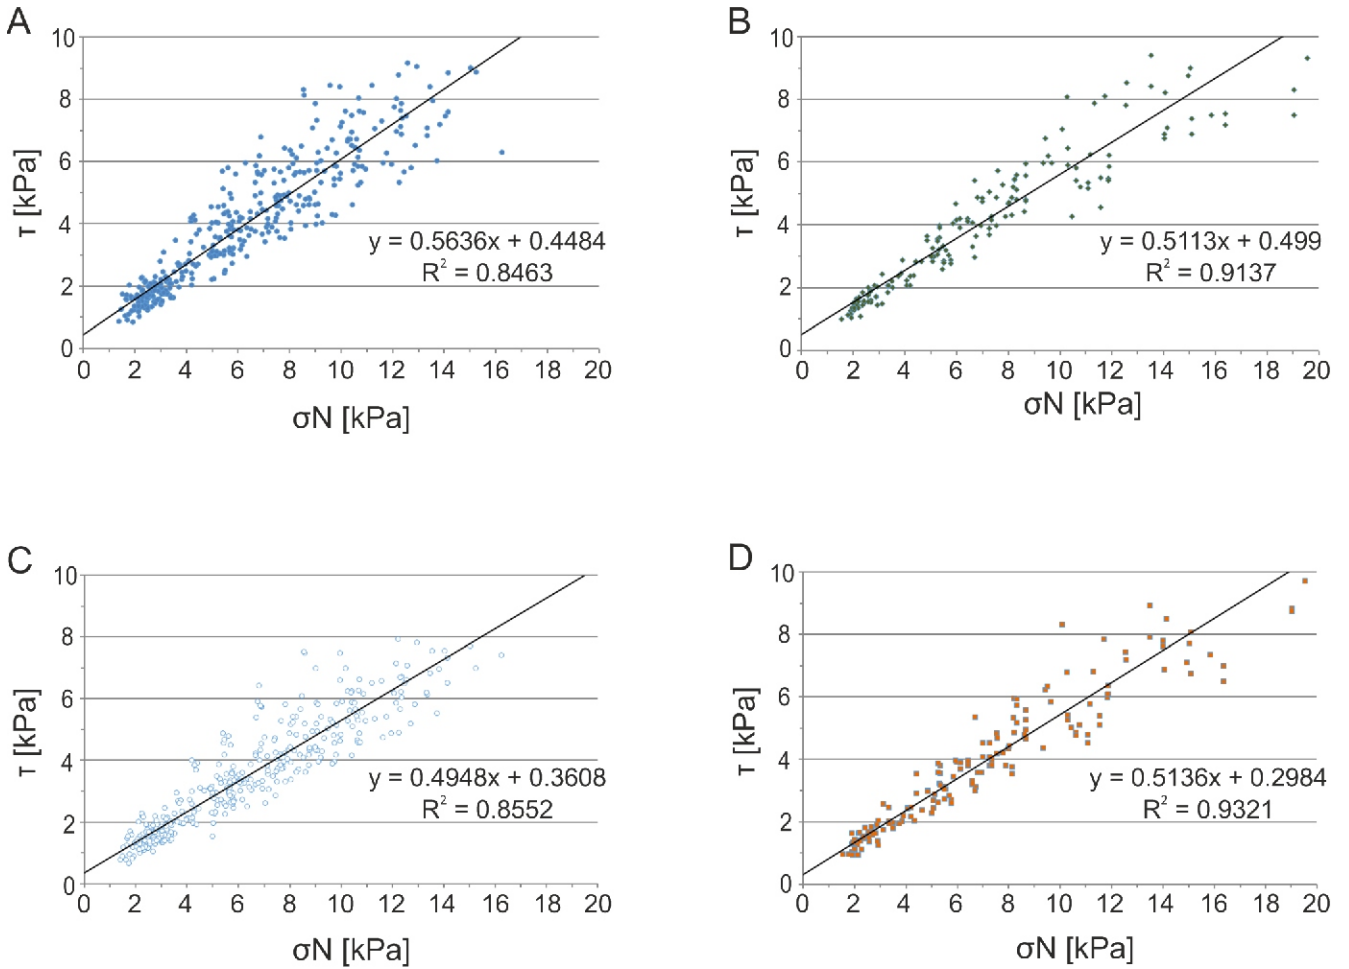 A
10
8
6
4
2
0
τ [kPa]
y = 0.5636x + 0.4484
R² = 0.8463
0 2 4 6 8 10 12 14 16 18 20
σN [kPa]
B
10
8
6
4
2
0
τ [kPa]
y = 0.5113x + 0.499
R² = 0.9137
0 2 4 6 8 10 12 14 16 18 20
σN [kPa]
C
10
8
6
4
2
0
τ [kPa]
y = 0.4948x + 0.3608
R² = 0.8552
0 2 4 6 8 10 12 14 16 18 20
σN [kPa]
D
10
8
6
4
2
0
τ [kPa]
y = 0.5136x + 0.2984
R² = 0.9321
0 2 4 6 8 10 12 14 16 18 20
σN [kPa]